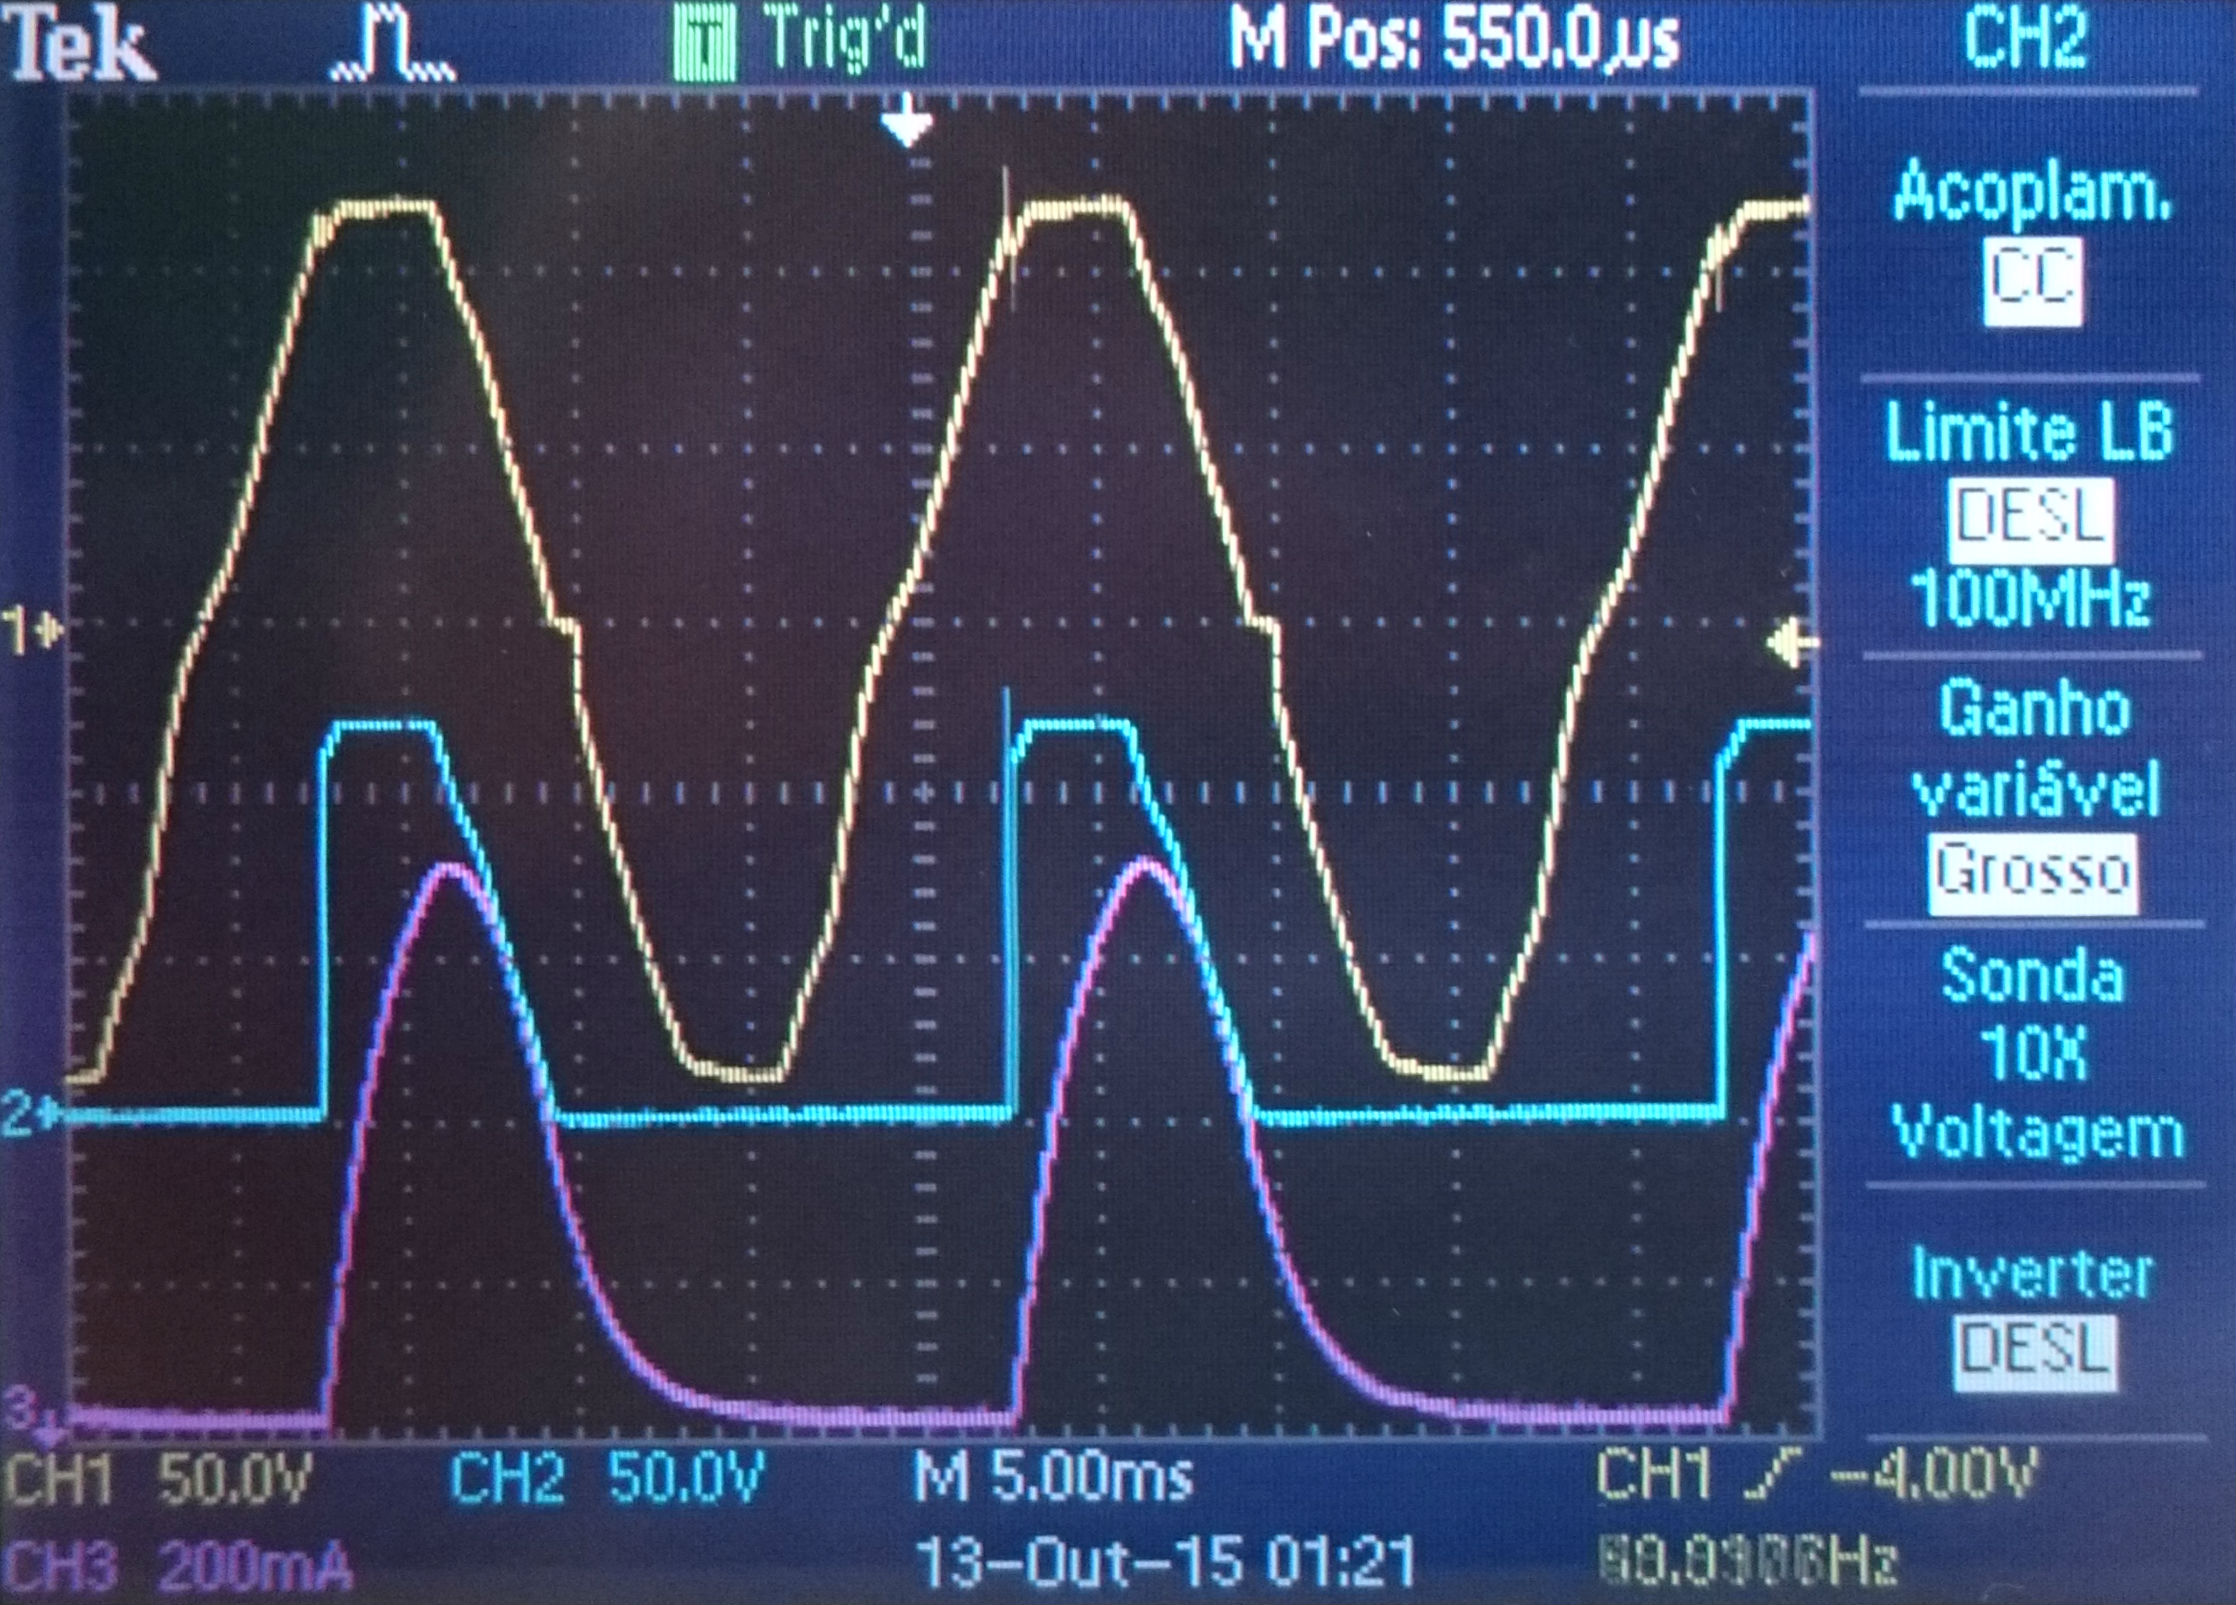 Tek T Trig'd M Pos: 550.0µs CH2
Acoplam.
CC
Limite LB
DESL
100MHz
Ganho
variável
Grosso
Sonda
10X
Voltagem
Inverter
DESL
1
2
3
CH1 50.0V CH2 50.0V M 5.00ms CH1 -4.00V
CH3 200mA 13-Out-15 01:21